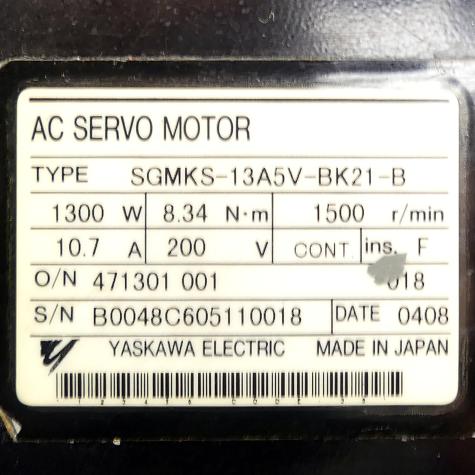 AC SERVO MOTOR
TYPE SGMKS-13A5V-BK21-B
1300 W 8.34 N·m 1500 r/min
10.7 A 200 V CONT. ins. F
O/N 471301 001 018
S/N B0048C605110018 DATE 0408
YASKAWA ELECTRIC MADE IN JAPAN